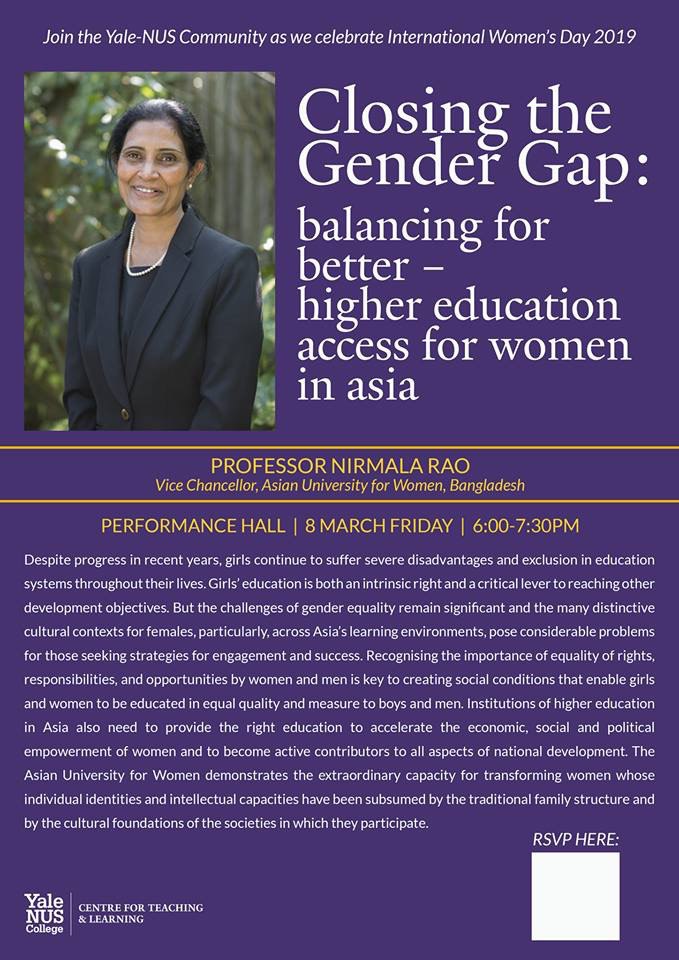 Join the Yale-NUS Community as we celebrate International Women's Day 2019
Closing the
Gender Gap:
balancing for
better –
higher education
access for women
in asia
PROFESSOR NIRMALA RAO
Vice Chancellor, Asian University for Women, Bangladesh
PERFORMANCE HALL | 8 MARCH FRIDAY | 6:00-7:30PM
Despite progress in recent years, girls continue to suffer severe disadvantages and exclusion in education
systems throughout their lives. Girls' education is both an intrinsic right and a critical lever to reaching other
development objectives. But the challenges of gender equality remain significant and the many distinctive
cultural contexts for females, particularly, across Asia's learning environments, pose considerable problems
for those seeking strategies for engagement and success. Recognising the importance of equality of rights,
responsibilities, and opportunities by women and men is key to creating social conditions that enable girls
and women to be educated in equal quality and measure to boys and men. Institutions of higher education
in Asia also need to provide the right education to accelerate the economic, social and political
empowerment of women and to become active contributors to all aspects of national development. The
Asian University for Women demonstrates the extraordinary capacity for transforming women whose
individual identities and intellectual capacities have been subsumed by the traditional family structure and
by the cultural foundations of the societies in which they participate.
RSVP HERE:
Yale
NUS
College
CENTRE FOR TEACHING
& LEARNING